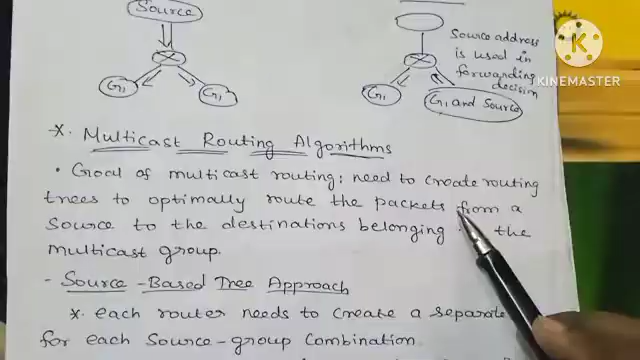 Source
G1
G1
G1
G1 and Source
Source address
is used in
forwarding
decision
K
KINEMASTER
* Multicast Routing Algorithms
• Goal of multicast routing: need to create routing
trees to optimally route the packets from a
Source to the destinations belonging the
multicast group.
- Source - Based Tree Approach
* each router needs to create a separate
for each Source-group Combination.